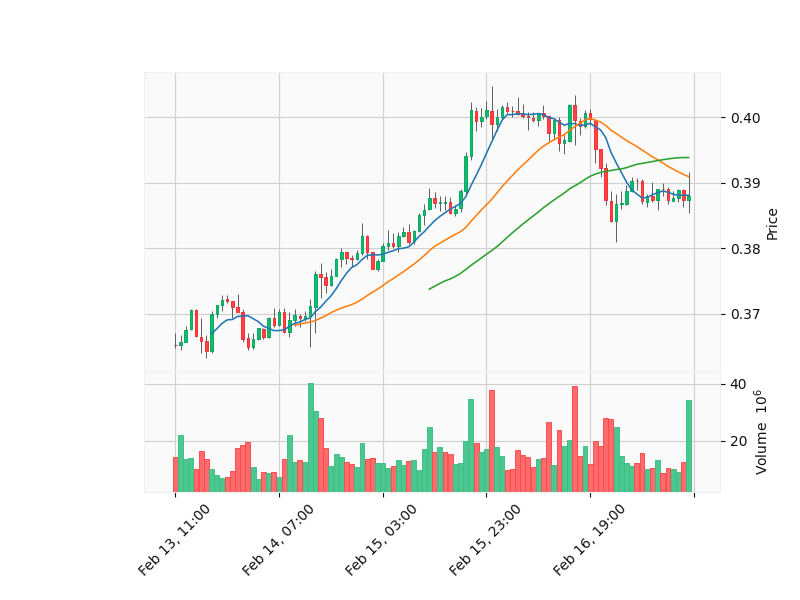 0.40
0.39
0.38
0.37
Price
40
20
Volume 10^6
Feb 13, 11:00
Feb 14, 07:00
Feb 15, 03:00
Feb 15, 23:00
Feb 16, 19:00